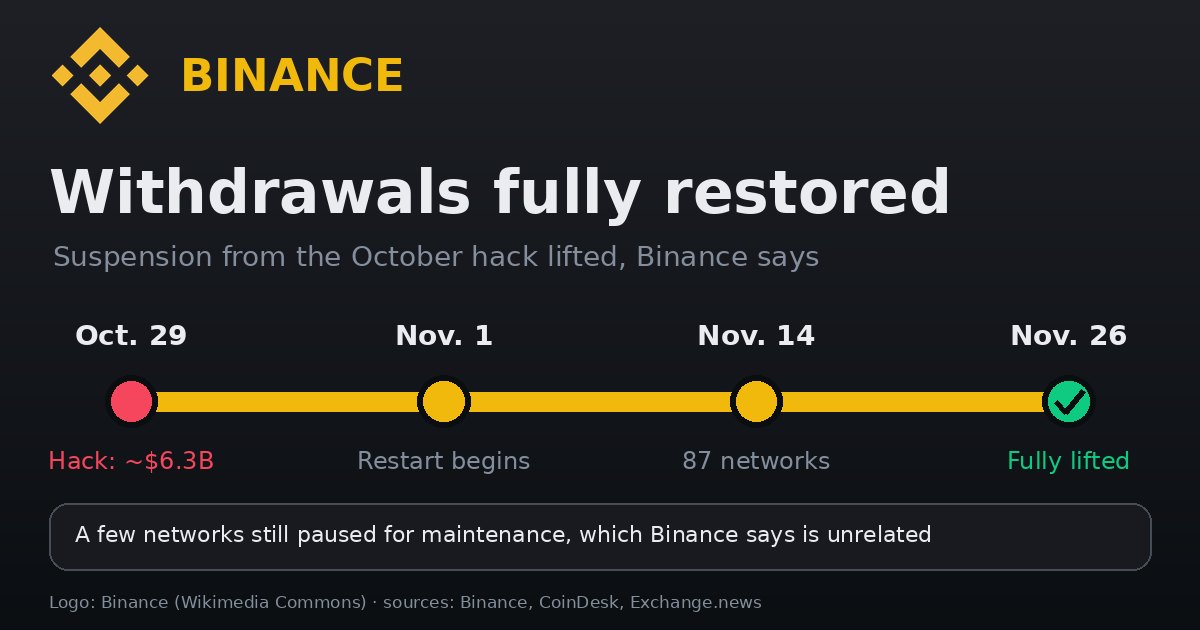 BINANCE
Withdrawals fully restored
Suspension from the October hack lifted, Binance says
Oct. 29
Nov. 1
Nov. 14
Nov. 26
Hack: ~$6.3B
Restart begins
87 networks
Fully lifted
A few networks still paused for maintenance, which Binance says is unrelated
Logo: Binance (Wikimedia Commons) · sources: Binance, CoinDesk, Exchange.news